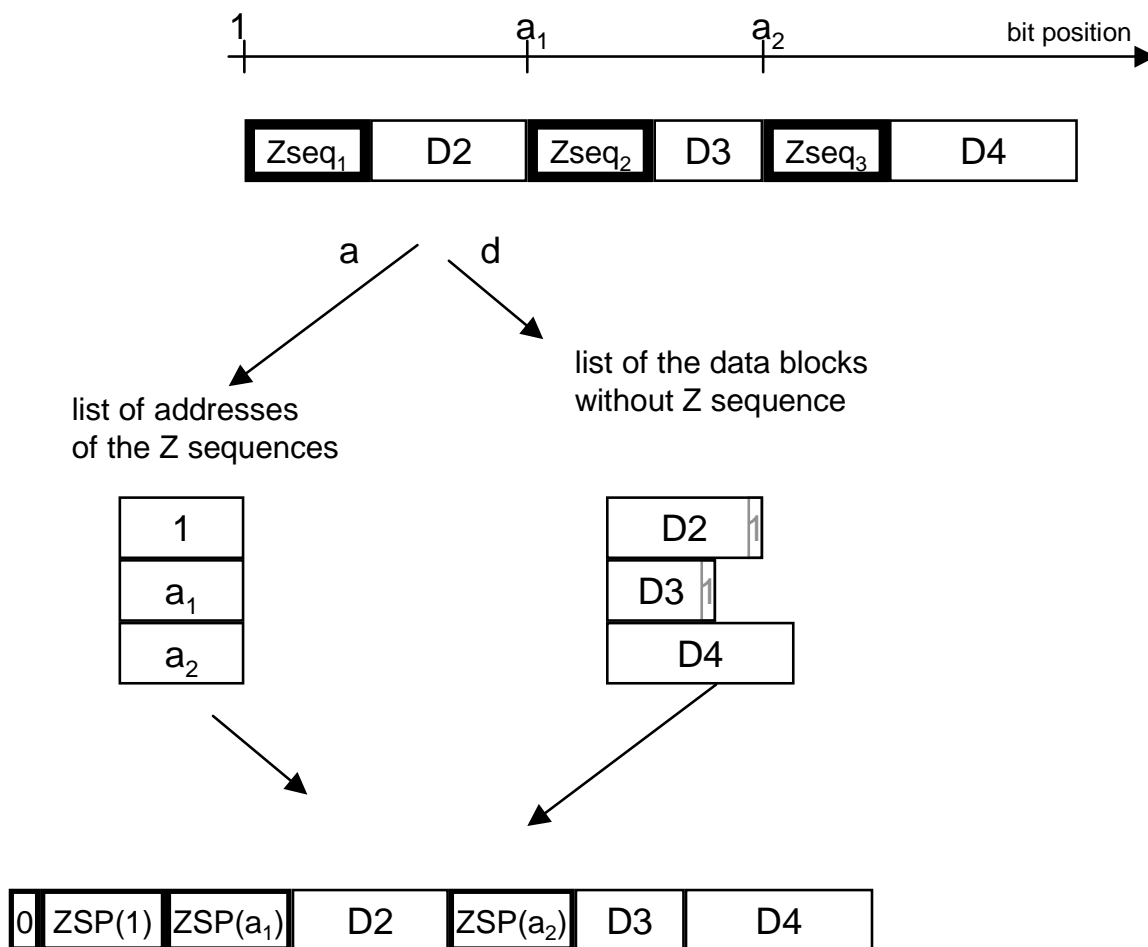 1 a₁ a₂ bit position
Zseq₁ D2 Zseq₂ D3 Zseq₃ D4
a d
list of the data blocks
without Z sequence
list of addresses
of the Z sequences
1
a₁
a₂
D2 1
D3 1
D4
0 ZSP(1) ZSP(a₁) D2 ZSP(a₂) D3 D4